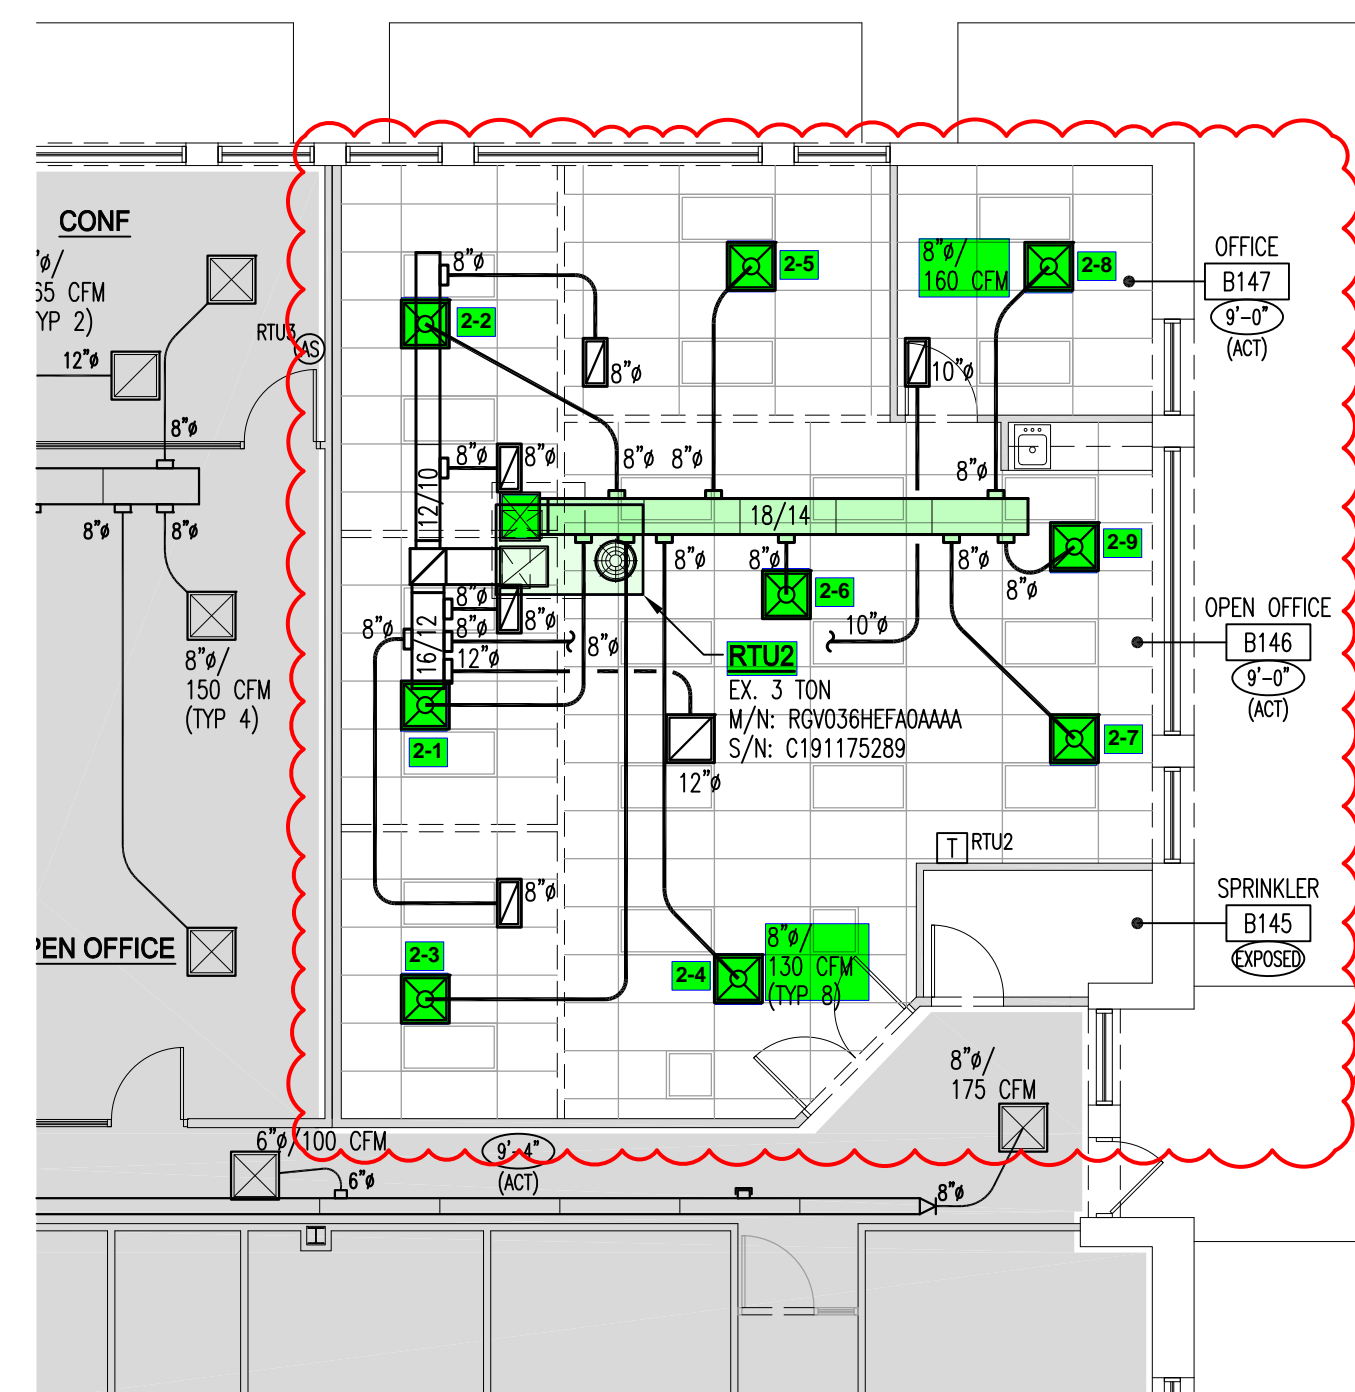 CONF
"ø/
65 CFM
YP 2)
12"ø
RTU3
AS
8"ø
8"ø
8"ø
8"ø/
150 CFM
(TYP 4)
PEN OFFICE
8"ø
2-2
8"ø
2-5
8"ø/
160 CFM
2-8
10"ø
OFFICE
B147
9'-0"
(ACT)
8"ø
8"ø
8"ø
8"ø
8"ø
12/10
18/14
8"ø
8"ø
8"ø
8"ø
2-9
2-6
8"ø
8"ø
8"ø
8"ø
8"ø
16/12
12"ø
10"ø
OPEN OFFICE
B146
9'-0"
(ACT)
RTU2
EX. 3 TON
M/N: RGV036HEFA0AAAA
S/N: C191175289
2-1
12"ø
2-7
T
RTU2
8"ø
SPRINKLER
B145
EXPOSED
2-3
2-4
8"ø/
130 CFM
(TYP 8)
8"ø/
175 CFM
6"ø/100 CFM
9'-4"
(ACT)
6"ø
8"ø